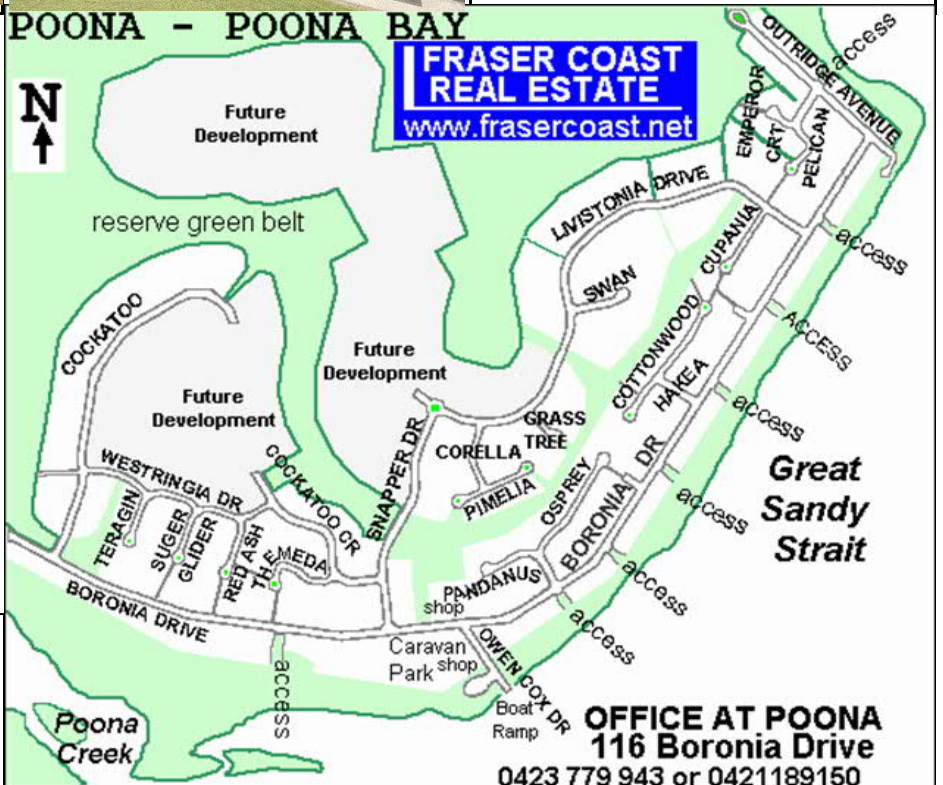 POONA - POONA BAY
FRASER COAST
REAL ESTATE
www.frasercoast.net
N
OUTRIDGE AVENUE
access
EMPEROR
CRT
PELICAN
Future
Development
reserve green belt
LIVISTONIA DRIVE
CUPANIA
access
SWAN
COCKATOO
ACCESS
COTTONWOOD
Future
Development
HAKEA
access
Future
Development
GRASS
TREE
CORELLA
SNAPPER DR
COCKATOO CR
WESTRINGIA DR
PIMELIA
OSPREY
BORONIA DR
access
Great
Sandy
Strait
TERAGIN
SUGER
GLIDER
RED ASH
THEMEDA
PANDANUS
access
shop
access
BORONIA DRIVE
Caravan
Park
shop
OWEN COX DR
access
Boat
Ramp
Poona
Creek
OFFICE AT POONA
116 Boronia Drive
0423 779 943 or 0421189150